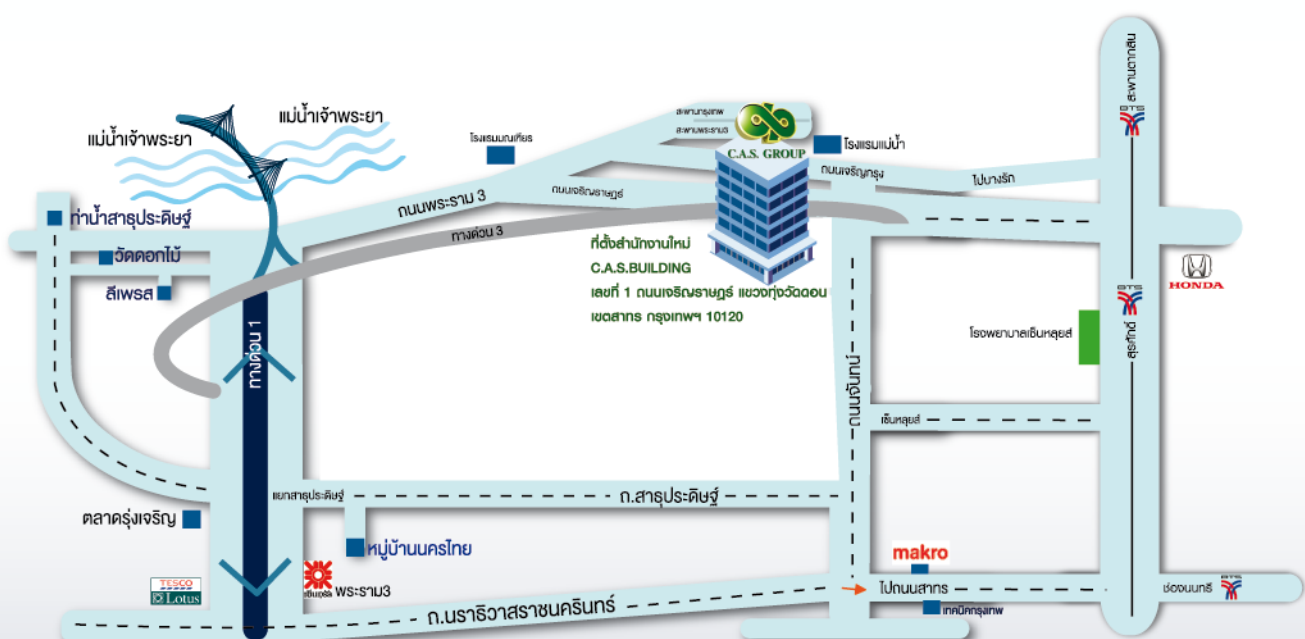 สะพานตากสิน
BTS
แม่น้ำเจ้าพระยา
แม่น้ำเจ้าพระยา
สะพานกรุงเทพ
สะพานพระราม3
โรงแรมมณเฑียร
C.A.S. GROUP
โรงแรมแม่น้ำ
ถนนเจริญกรุง
ไปบางรัก
ถนนพระราม 3
ถนนเจริญราษฎร์
ท่าน้ำสาธุประดิษฐ์
วัดดอกไม้
ลีเพรส
ทางด่วน 3
ทางด่วน 1
ที่ตั้งสำนักงานใหม่
C.A.S.BUILDING
เลขที่ 1 ถนนเจริญราษฎร์ แขวงทุ่งวัดดอน
เขตสาทร กรุงเทพฯ 10120
HONDA
BTS
สุรศักดิ์
โรงพยาบาลเซ็นหลุยส์
ถนนจันทน์
เซ็นหลุยส์
แยกสาธุประดิษฐ์
ถ.สาธุประดิษฐ์
ตลาดรุ่งเจริญ
หมู่บ้านนครไทย
makro
TESCO
Lotus
เซ็นทรัล
พระราม3
ถ.นราธิวาสราชนครินทร์
ไปถนนสาทร
เทคนิคกรุงเทพ
ช่องนนทรี
BTS